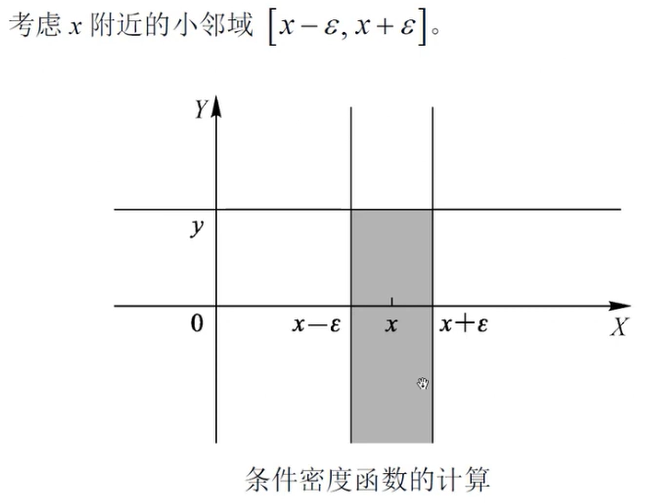 考虑 x 附近的小邻域 [x − ε, x + ε]。
Y
y
0 x−ε x x+ε X
条件密度函数的计算